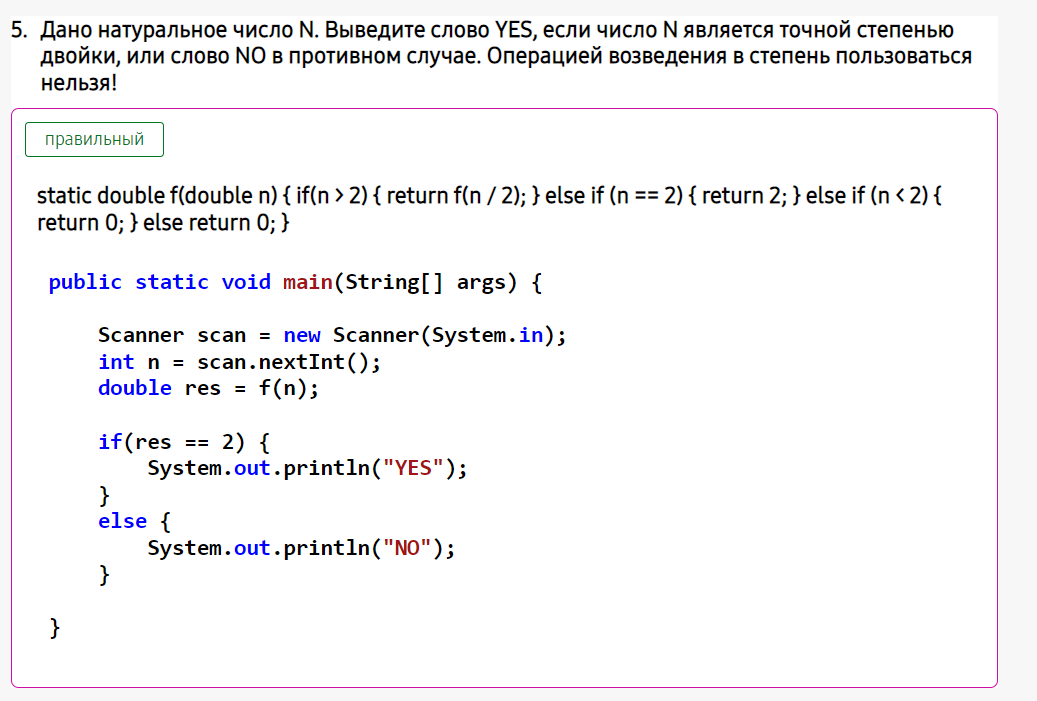 5. Дано натуральное число N. Выведите слово YES, если число N является точной степенью
двойки, или слово NO в противном случае. Операцией возведения в степень пользоваться
нельзя!
правильный
static double f(double n) { if(n > 2) { return f(n / 2); } else if (n == 2) { return 2; } else if (n < 2) {
return 0; } else return 0; }
public static void main(String[] args) {
Scanner scan = new Scanner(System.in);
int n = scan.nextInt();
double res = f(n);
if(res == 2) {
System.out.println("YES");
}
else {
System.out.println("NO");
}
}